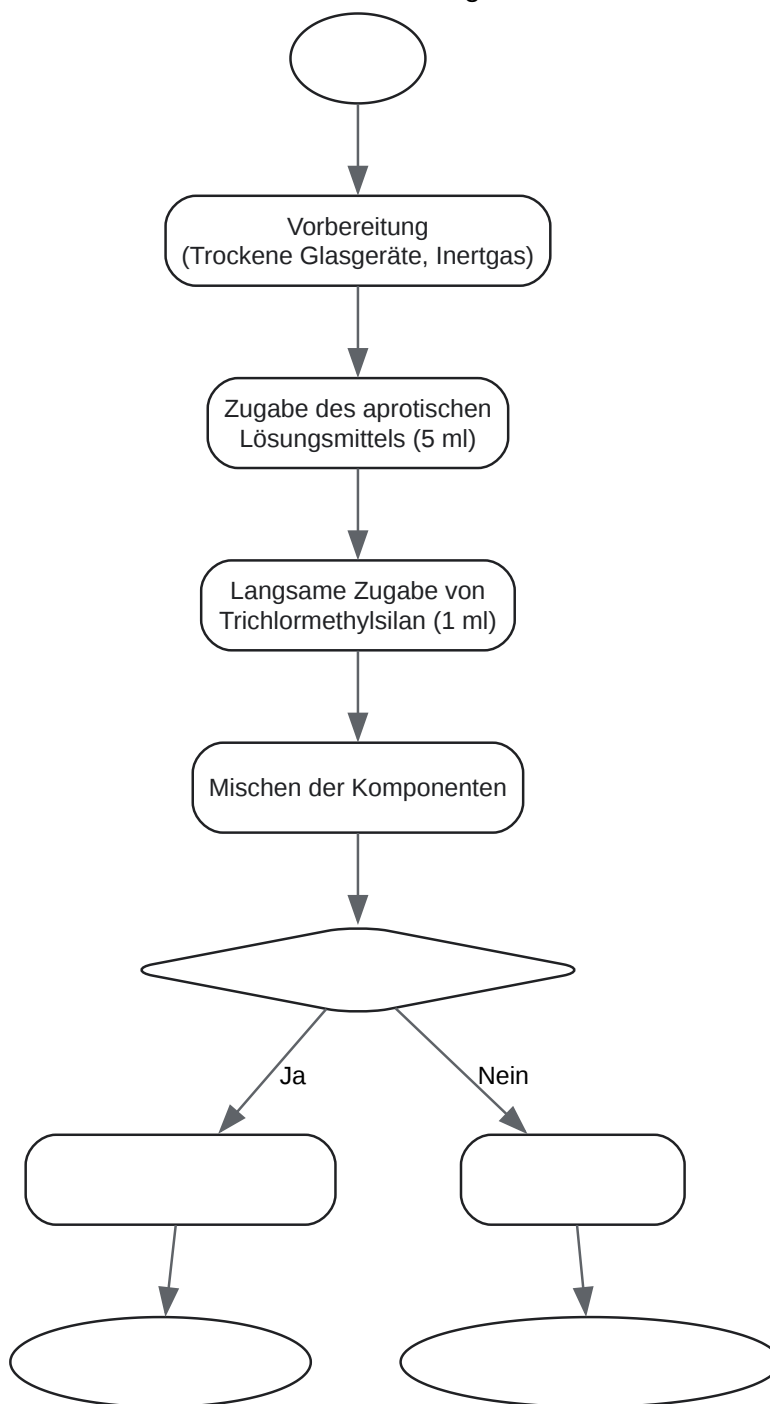 Vorbereitung
(Trockene Glasgeräte, Inertgas)
Zugabe des aprotischen
Lösungsmittels (5 ml)
Langsame Zugabe von
Trichlormethylsilan (1 ml)
Mischen der Komponenten
Ja
Nein